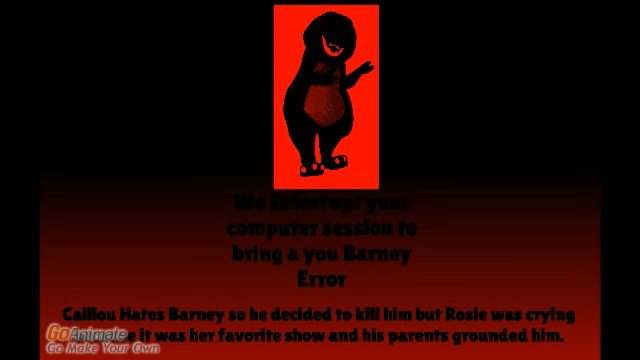 We Interrupt your
computer session to
bring a you Barney
Error
Caillou Hates Barney so he decided to kill him but Rosie was crying
it was her favorite show and his parents grounded him.
GoAnimate
Go Make Your Own